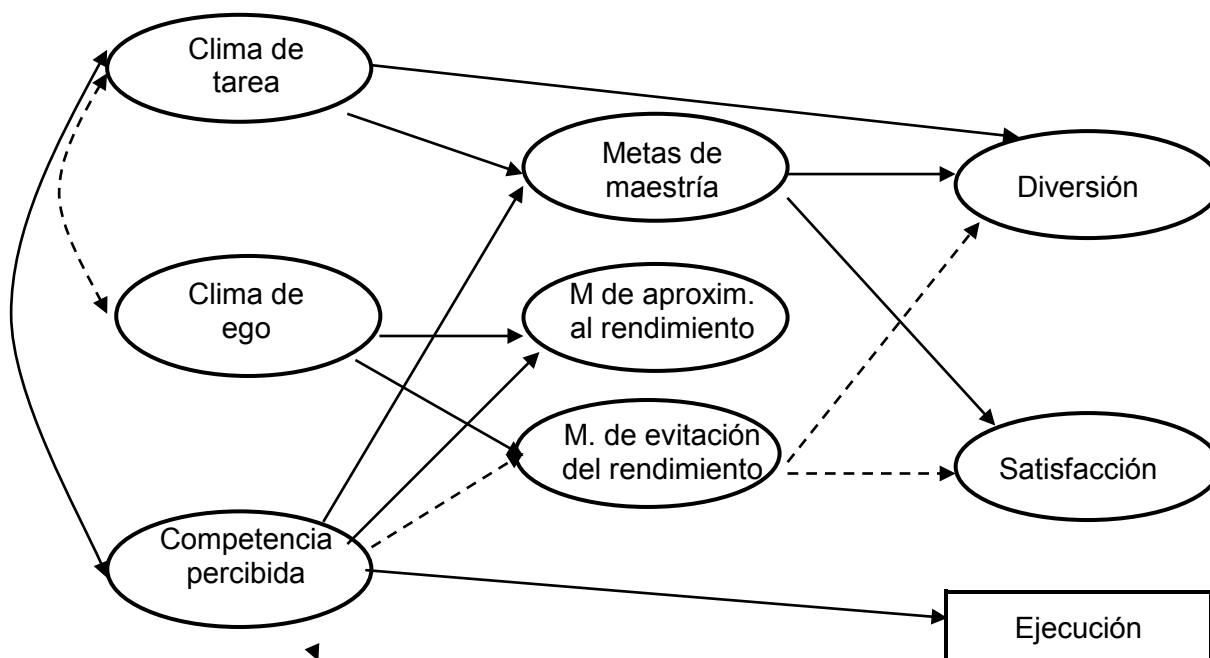 Clima de
tarea
Metas de
maestría
Diversión
Clima de
ego
M de aproxim.
al rendimiento
M. de evitación
del rendimiento
Satisfacción
Competencia
percibida
Ejecución